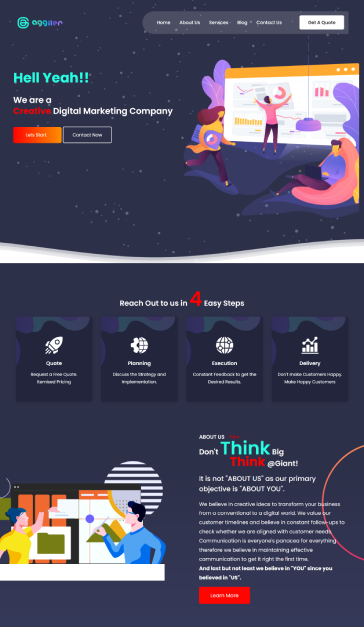 aggiler
Home About Us Services Blog Contact Us Get A Quote
Hell Yeah!!
We are a
Creative Digital Marketing Company
Lets Start Contact Now
Reach Out to us in 4 Easy Steps
Quote
Request a Free Quote.
Itemised Pricing
Planning
Discuss the Strategy and
Implementation.
Execution
Constant Feedback to get the
Desired Results.
Delivery
Don't make Customers Happy.
Make Happy Customers
ABOUT US
Don't Think Big
Think @Giant!
It is not "ABOUT US" as our primary
objective is "ABOUT YOU".
We believe in creative ideas to transform your business
from a conventional to a digital world. We value our
customer timelines and believe in constant follow-ups to
check whether we are aligned with customer needs.
Communication is everyone's panacea for everything
therefore we believe in maintaining effective
communication to get it right the first time.
And last but not least we believe in "YOU" since you
believed in "US".
Learn More